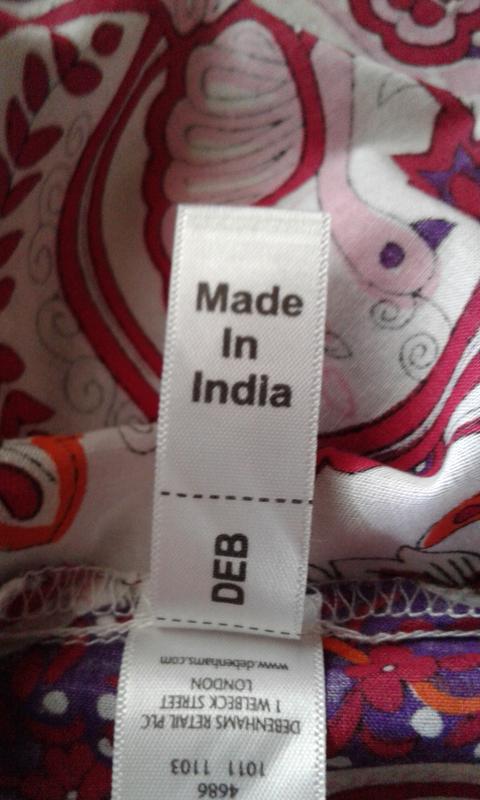 Made
In
India
DEB
4686
1011 1103
DEBENHAMS RETAIL PLC
1 WELBECK STREET
LONDON
www.debenhams.com